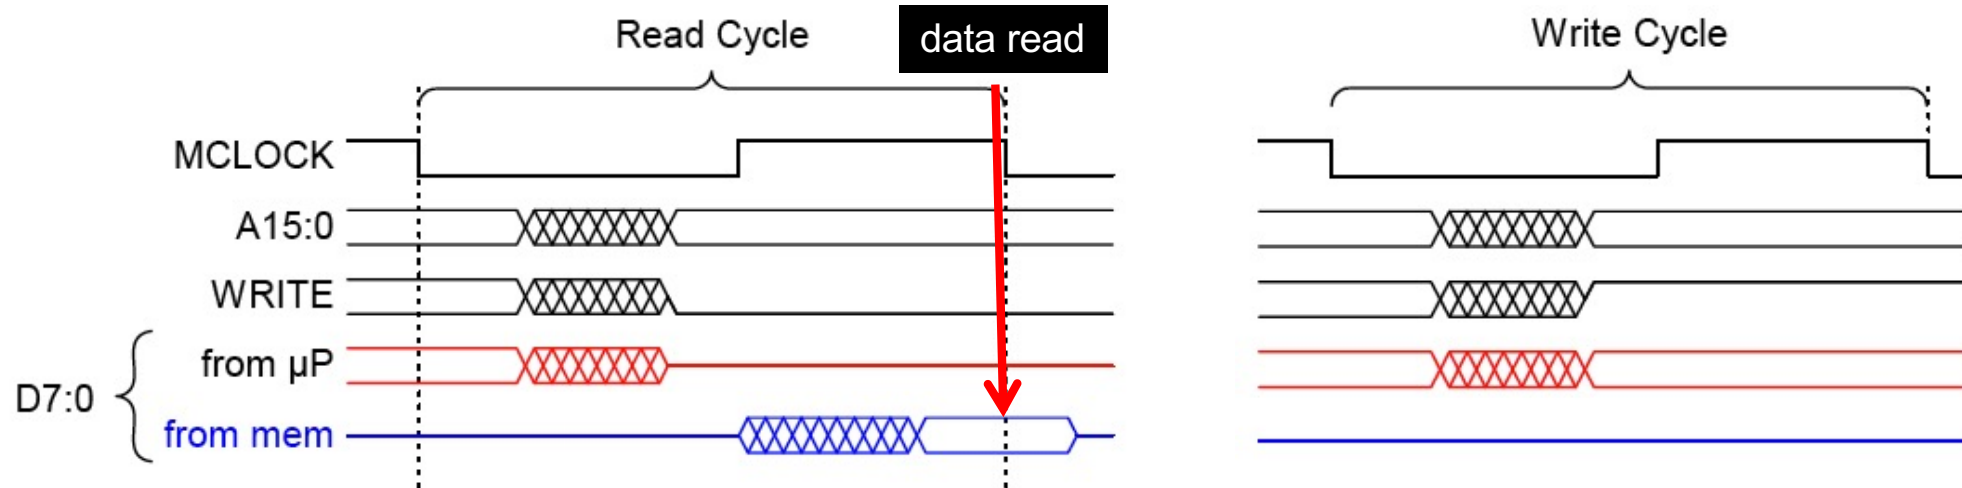 Read Cycle
data read
Write Cycle
MCLOCK
A15:0
WRITE
from µP
D7:0
from mem